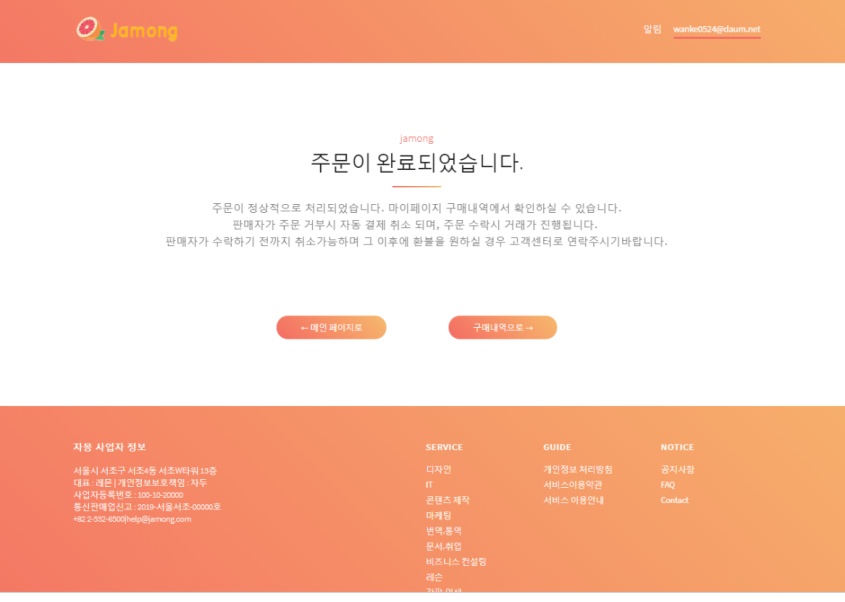 Jamong
알림 wanke0524@daum.net
jamong
주문이 완료되었습니다.
주문이 정상적으로 처리되었습니다. 마이페이지 구매내역에서 확인하실 수 있습니다.
판매자가 주문 거부시 자동 결제 취소 되며, 주문 수락시 거래가 진행됩니다.
판매자가 수락하기 전까지 취소가능하며 그 이후에 환불을 원하실 경우 고객센터로 연락주시기바랍니다.
← 메인 페이지로
구매내역으로 →
자몽 사업자 정보
서울시 서초구 서초4동 서초W타워 13층
대표 : 레몬 | 개인정보보호책임 : 자두
사업자등록번호 : 100-10-20000
통신판매업신고 : 2019-서울서초-00000호
+82 2-532-6500|help@jamong.com
SERVICE
디자인
IT
콘텐츠 제작
마케팅
번역.통역
문서.취업
비즈니스 컨설팅
레슨
GUIDE
개인정보 처리방침
서비스이용약관
서비스 이용안내
NOTICE
공지사항
FAQ
Contact